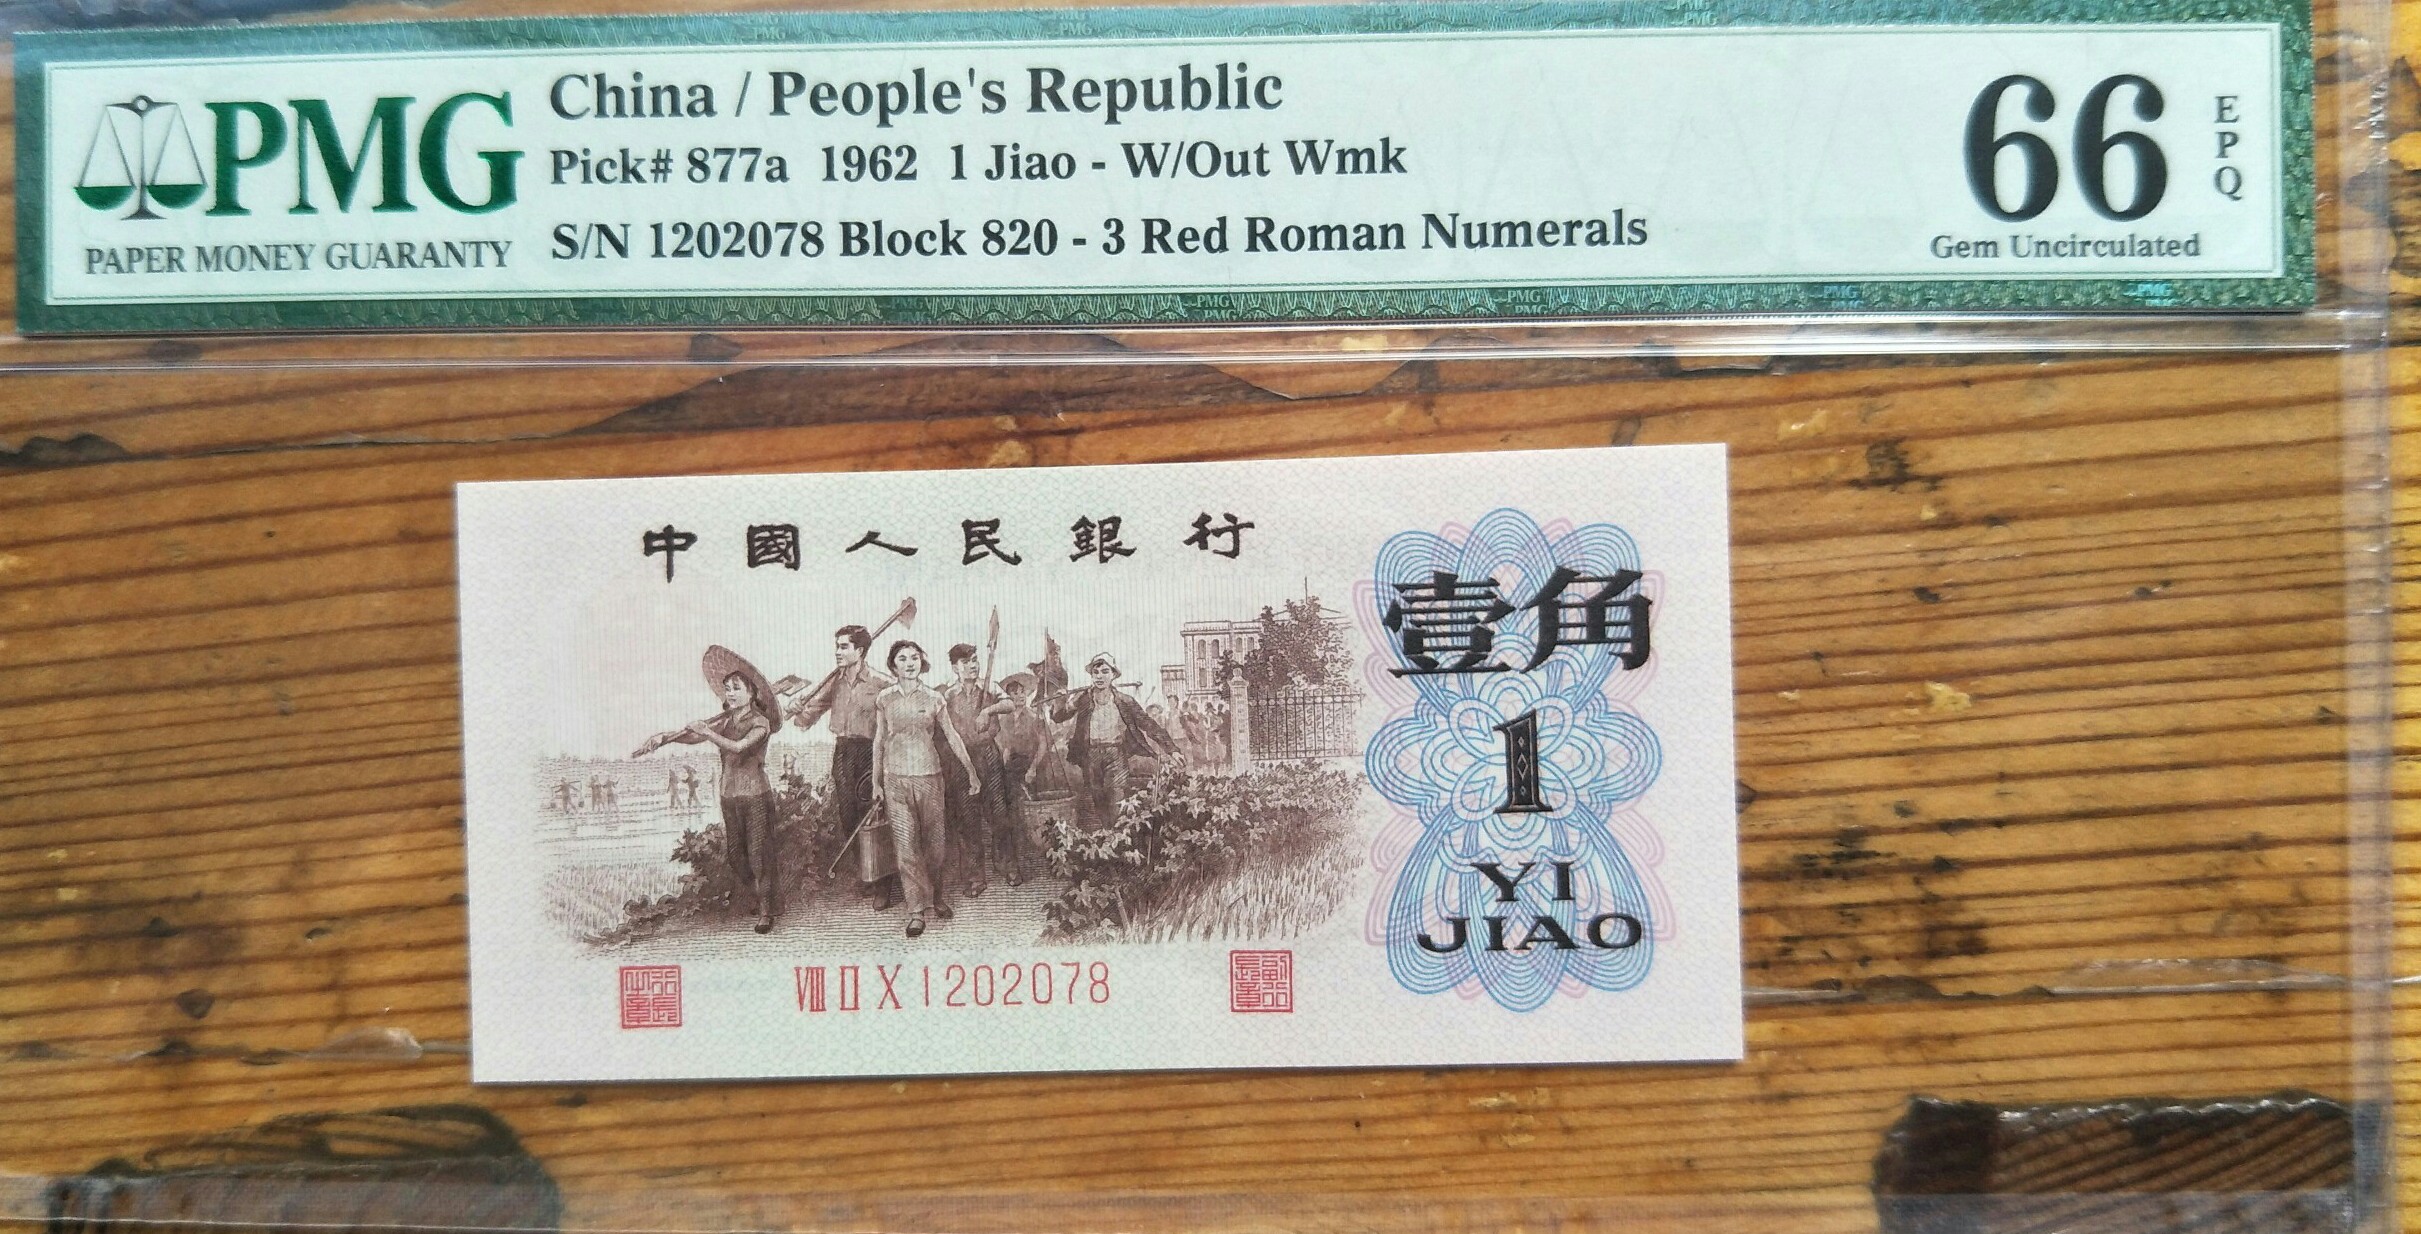 PMG
PAPER MONEY GUARANTY
China / People's Republic
Pick# 877a 1962 1 Jiao - W/Out Wmk
S/N 1202078 Block 820 - 3 Red Roman Numerals
66
EPQ
Gem Uncirculated
中國人民銀行
壹角
1
YI
JIAO
VIII II X 1202078